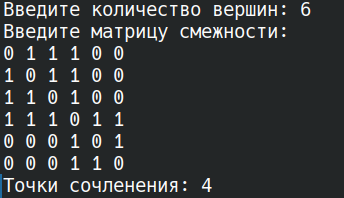 Введите количество вершин: 6
Введите матрицу смежности:
0 1 1 1 0 0
1 0 1 1 0 0
1 1 0 1 0 0
1 1 1 0 1 1
0 0 0 1 0 1
0 0 0 1 1 0
Точки сочленения: 4